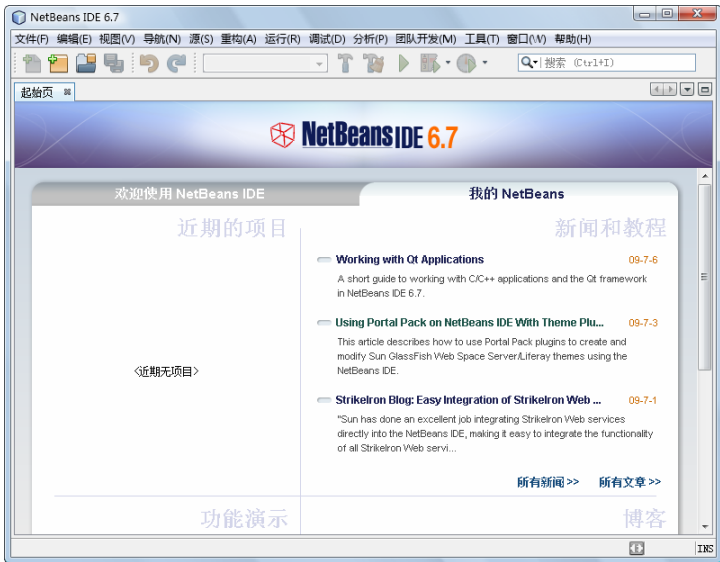 NetBeans IDE 6.7
文件(F) 编辑(E) 视图(V) 导航(N) 源(S) 重构(A) 运行(R) 调试(D) 分析(P) 团队开发(M) 工具(T) 窗口(W) 帮助(H)
搜索 (Ctrl+I)
起始页
NetBeans IDE 6.7
欢迎使用 NetBeans IDE
我的 NetBeans
近期的项目
<近期无项目>
新闻和教程
Working with Qt Applications 09-7-6
A short guide to working with C/C++ applications and the Qt framework
in NetBeans IDE 6.7.
Using Portal Pack on NetBeans IDE With Theme Plu... 09-7-3
This article describes how to use Portal Pack plugins to create and
modify Sun GlassFish Web Space Server/Liferay themes using the
NetBeans IDE.
StrikeIron Blog: Easy Integration of StrikeIron Web ... 09-7-1
"Sun has done an excellent job integrating StrikeIron Web services
directly into the NetBeans IDE, making it easy to integrate the functionality
of all StrikeIron Web servi...
所有新闻 >> 所有文章 >>
功能演示
博客
INS